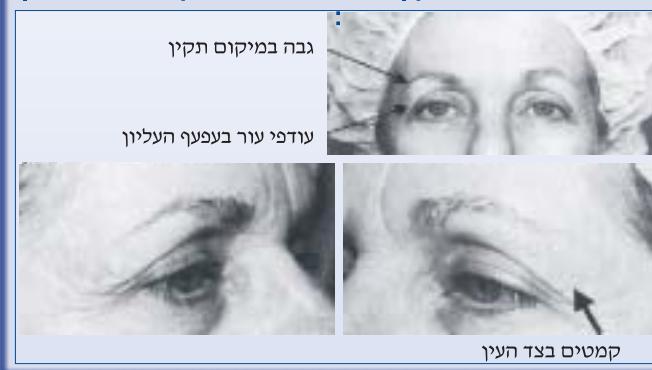 גבה במיקום תקין
עודפי עור בעפעף העליון
קמטים בצד העין